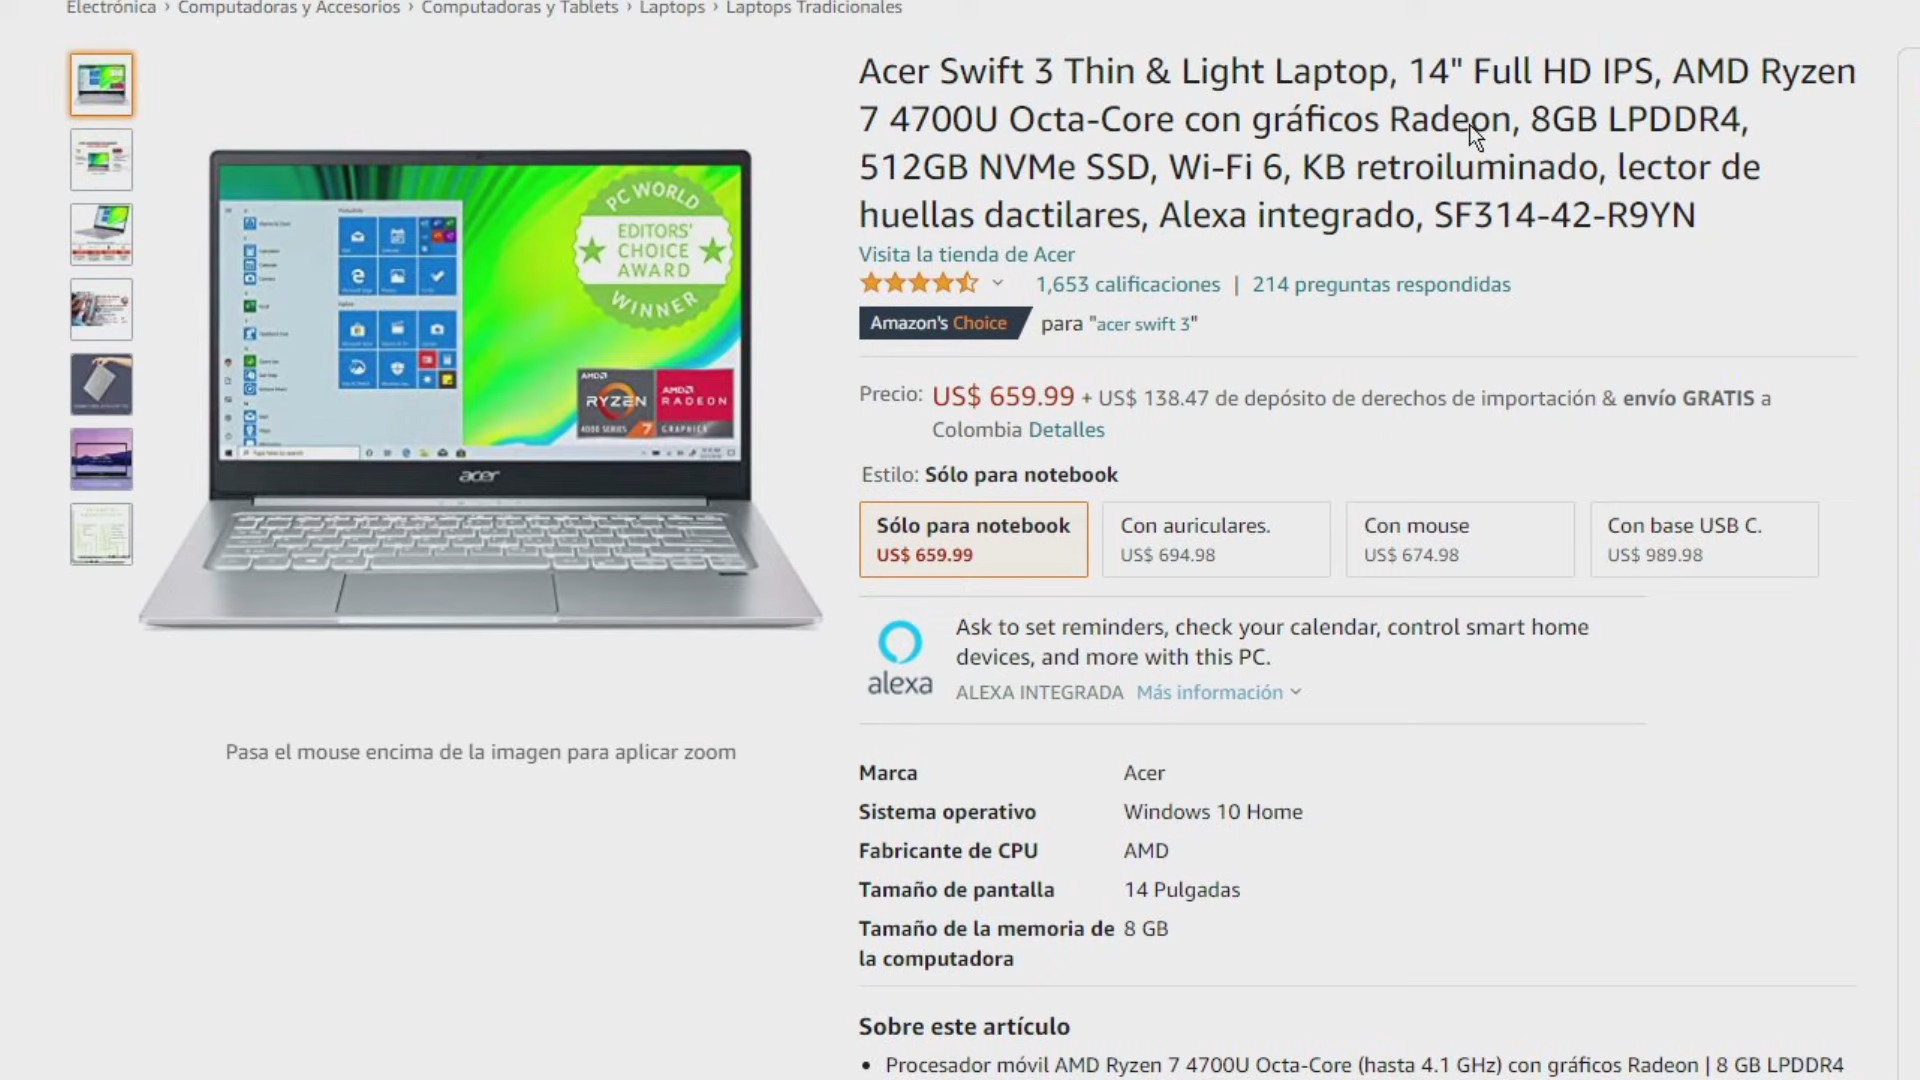 Electrónica › Computadoras y Accesorios › Computadoras y Tablets › Laptops › Laptops Tradicionales
Acer Swift 3 Thin & Light Laptop, 14" Full HD IPS, AMD Ryzen
7 4700U Octa-Core con gráficos Radeon, 8GB LPDDR4,
512GB NVMe SSD, Wi-Fi 6, KB retroiluminado, lector de
huellas dactilares, Alexa integrado, SF314-42-R9YN
Visita la tienda de Acer
1,653 calificaciones | 214 preguntas respondidas
Amazon's Choice para "acer swift 3"
Precio: US$ 659.99 + US$ 138.47 de depósito de derechos de importación & envío GRATIS a
Colombia Detalles
Estilo: Sólo para notebook
Sólo para notebook
US$ 659.99
Con auriculares.
US$ 694.98
Con mouse
US$ 674.98
Con base USB C.
US$ 989.98
alexa
Ask to set reminders, check your calendar, control smart home
devices, and more with this PC.
ALEXA INTEGRADA Más información
Marca Acer
Sistema operativo Windows 10 Home
Fabricante de CPU AMD
Tamaño de pantalla 14 Pulgadas
Tamaño de la memoria de 8 GB
la computadora
Sobre este artículo
• Procesador móvil AMD Ryzen 7 4700U Octa-Core (hasta 4.1 GHz) con gráficos Radeon | 8 GB LPDDR4
PC WORLD
EDITORS'
CHOICE
AWARD
WINNER
AMD
RYZEN
4000 SERIES 7
AMD
RADEON
GRAPHICS
acer
Pasa el mouse encima de la imagen para aplicar zoom